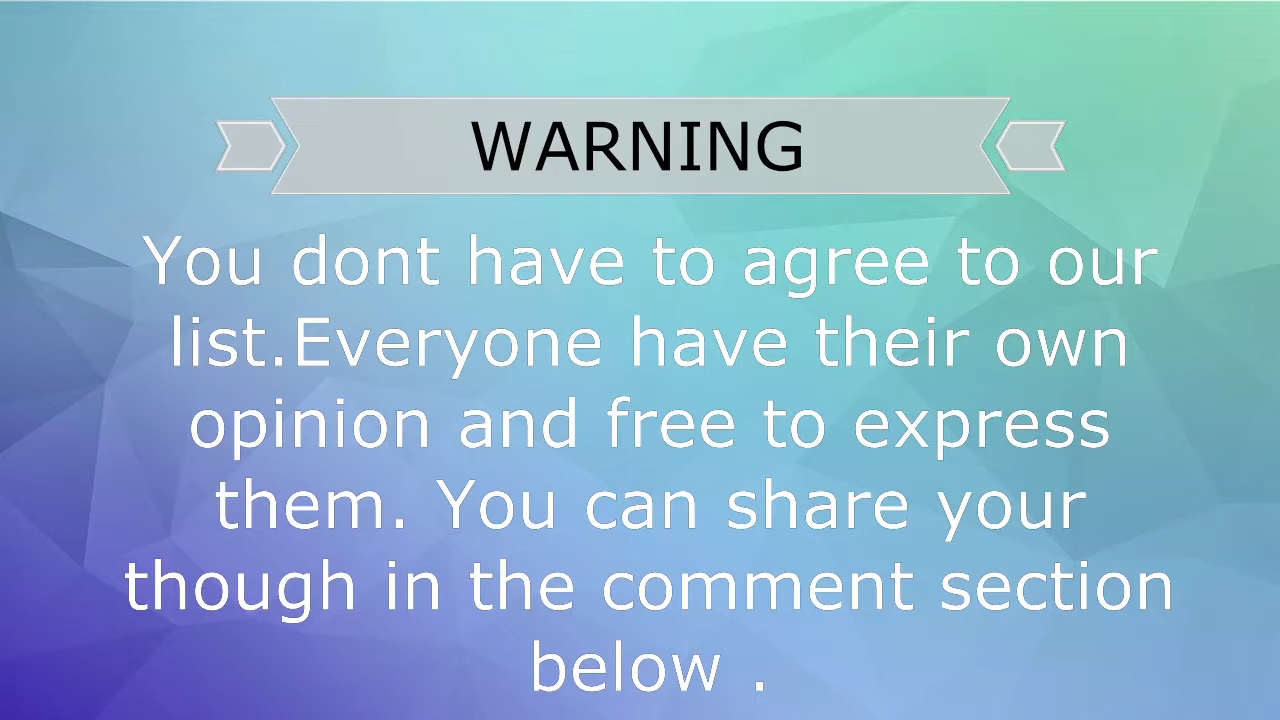 WARNING
You dont have to agree to our
list.Everyone have their own
opinion and free to express
them. You can share your
though in the comment section
below .